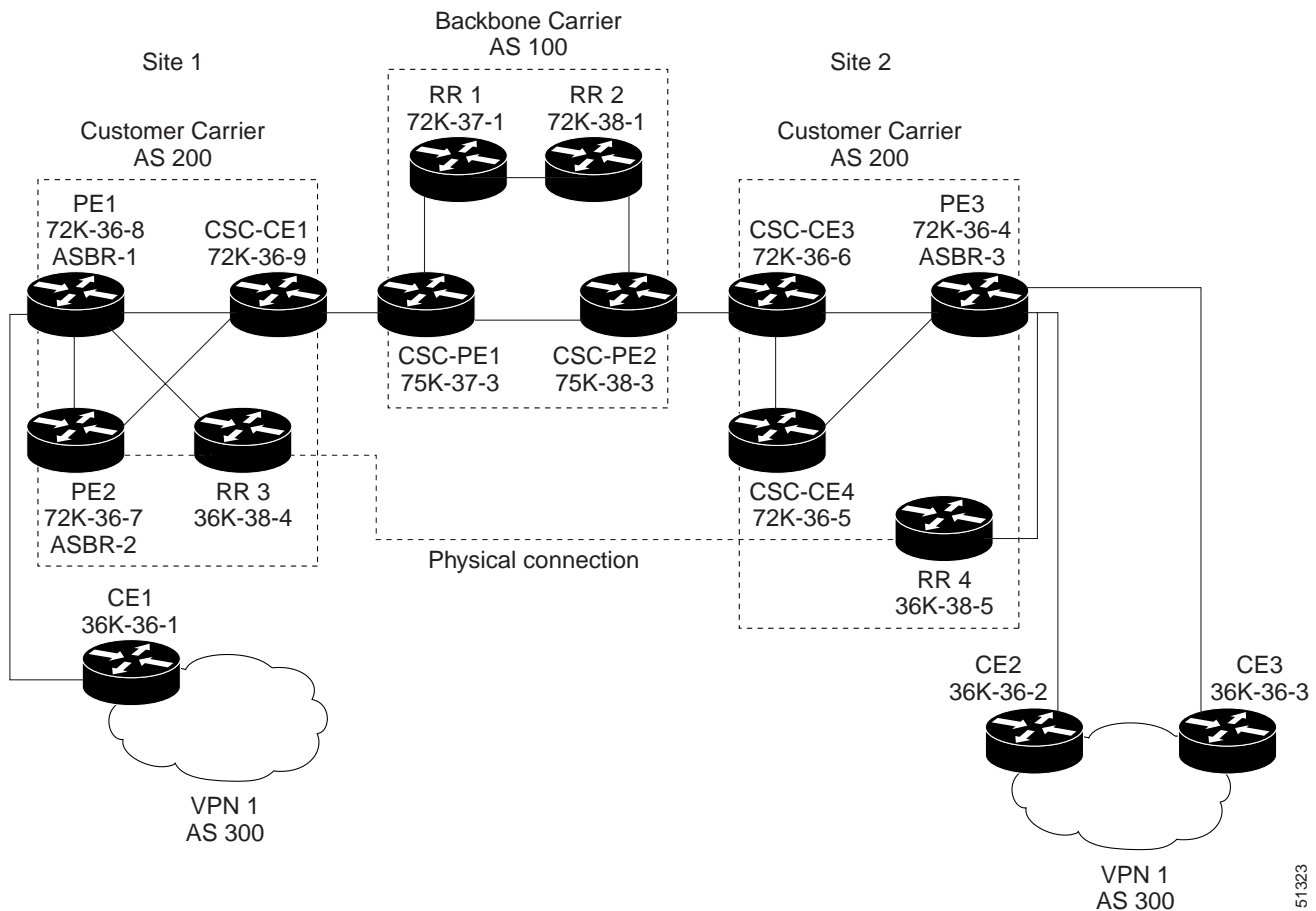 Backbone Carrier
AS 100
Site 1
Site 2
RR 1
72K-37-1
RR 2
72K-38-1
Customer Carrier
AS 200
Customer Carrier
AS 200
PE1
72K-36-8
ASBR-1
CSC-CE1
72K-36-9
CSC-CE3
72K-36-6
PE3
72K-36-4
ASBR-3
CSC-PE1
75K-37-3
CSC-PE2
75K-38-3
PE2
72K-36-7
ASBR-2
RR 3
36K-38-4
CSC-CE4
72K-36-5
Physical connection
RR 4
36K-38-5
CE1
36K-36-1
CE2
36K-36-2
CE3
36K-36-3
VPN 1
AS 300
VPN 1
AS 300
51323